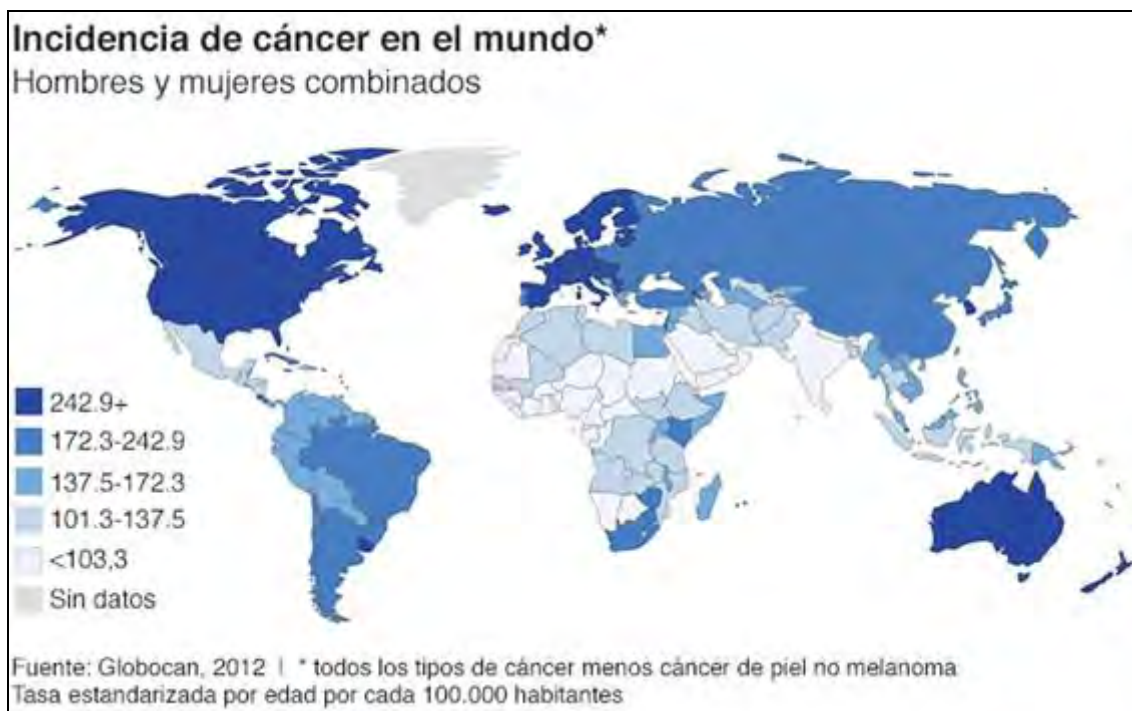 Incidencia de cáncer en el mundo*
Hombres y mujeres combinados
242.9+
172.3-242.9
137.5-172.3
101.3-137.5
<103,3
Sin datos
Fuente: Globocan, 2012 | * todos los tipos de cáncer menos cáncer de piel no melanoma
Tasa estandarizada por edad por cada 100.000 habitantes